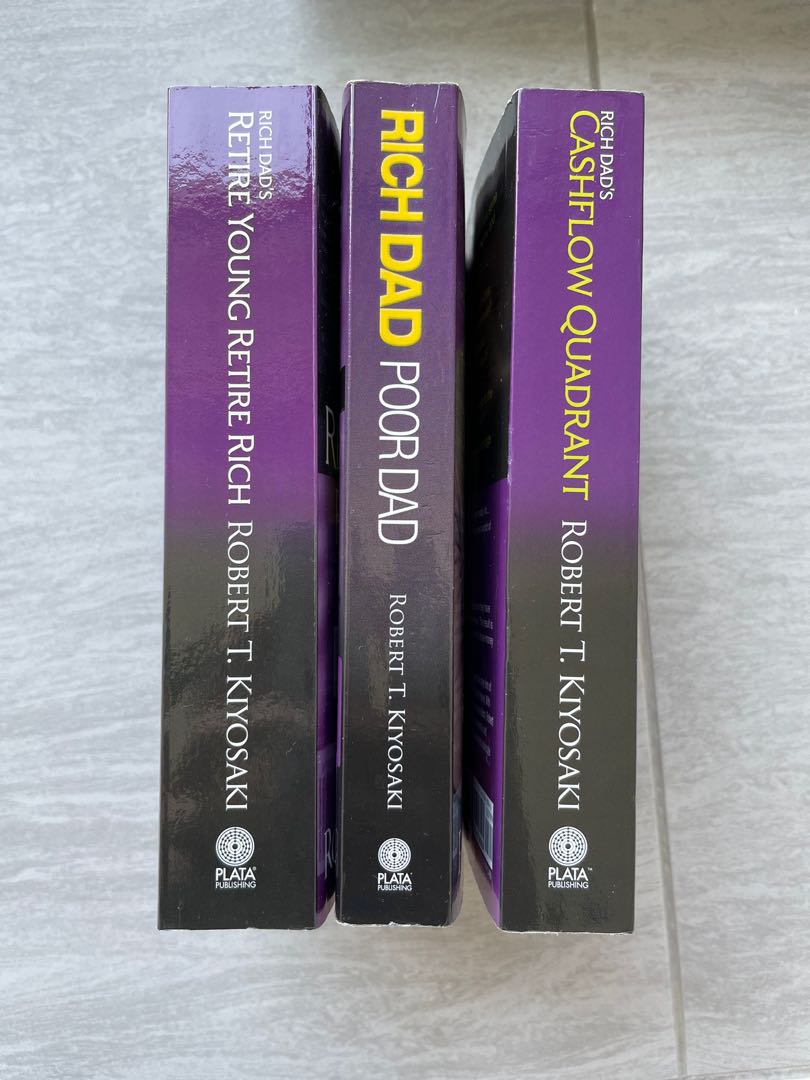 RICH DAD'S
RETIRE YOUNG RETIRE RICH ROBERT T. KIYOSAKI
PLATA
PUBLISHING
RICH DAD POOR DAD
ROBERT T. KIYOSAKI
PLATA
PUBLISHING
RICH DAD'S
CASHFLOW QUADRANT ROBERT T. KIYOSAKI
PLATA™
PUBLISHING